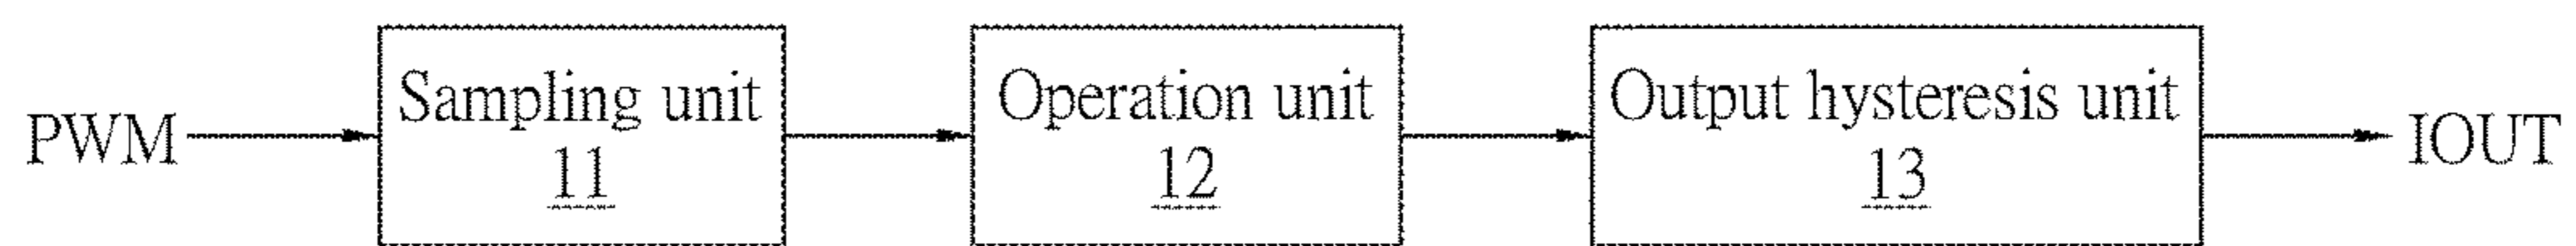 PWM
Sampling unit
11
Operation unit
12
Output hysteresis unit
13
IOUT